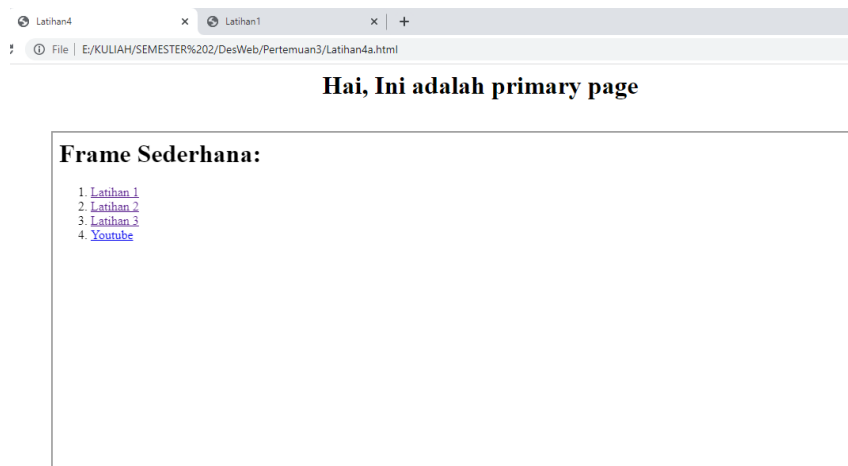 Latihan4
Latihan1
File E:/KULIAH/SEMESTER%202/DesWeb/Pertemuan3/Latihan4a.html
Hai, Ini adalah primary page
Frame Sederhana:
1. Latihan 1
2. Latihan 2
3. Latihan 3
4. Youtube